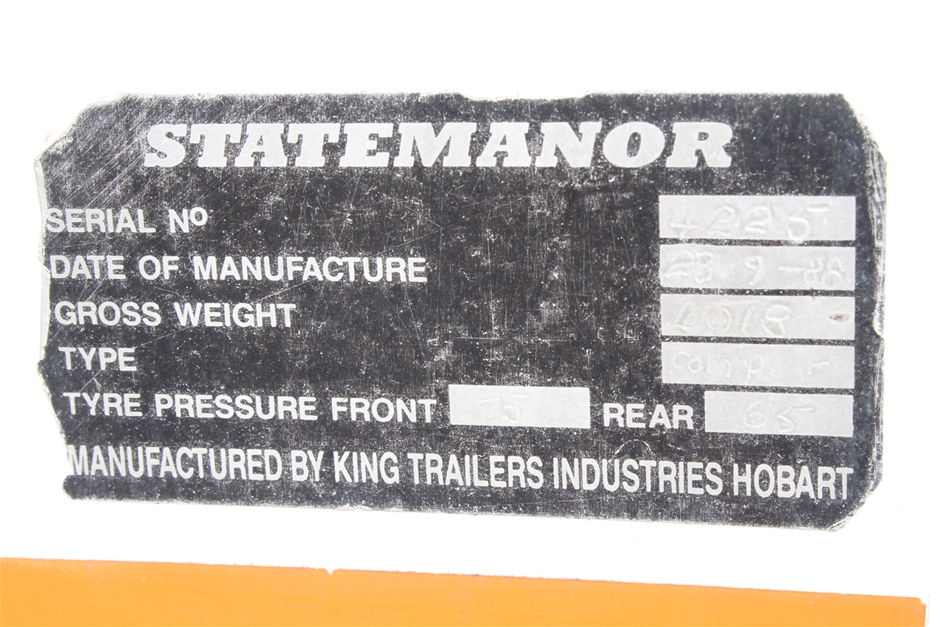 STATEMANOR
SERIAL Nº 4225
DATE OF MANUFACTURE 23-9-88
GROSS WEIGHT
TYPE
TYRE PRESSURE FRONT 75 REAR 65
MANUFACTURED BY KING TRAILERS INDUSTRIES HOBART